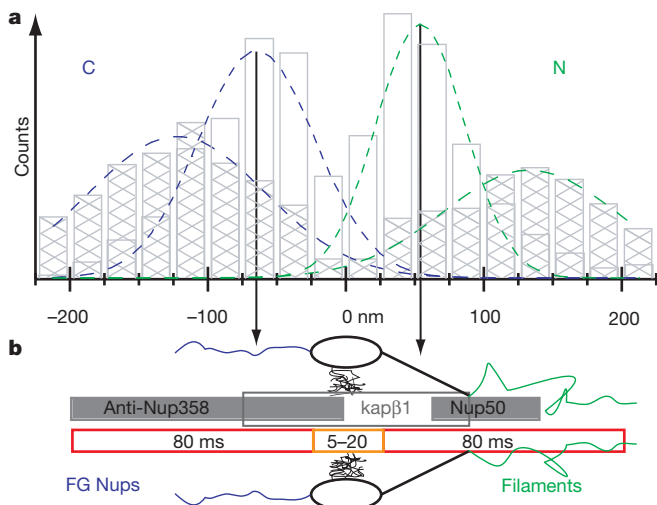 a
C
N
Counts
–200
–100
0 nm
100
200
b
Anti-Nup358
kapβ1
Nup50
80 ms
5–20
80 ms
FG Nups
Filaments